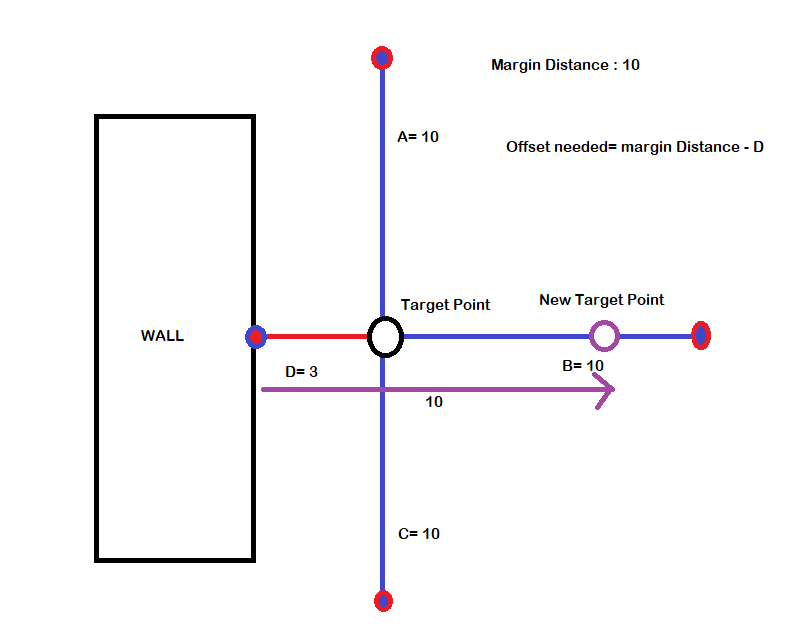 Margin Distance : 10
A= 10
Offset needed= margin Distance - D
Target Point
New Target Point
WALL
D= 3
B= 10
10
C= 10